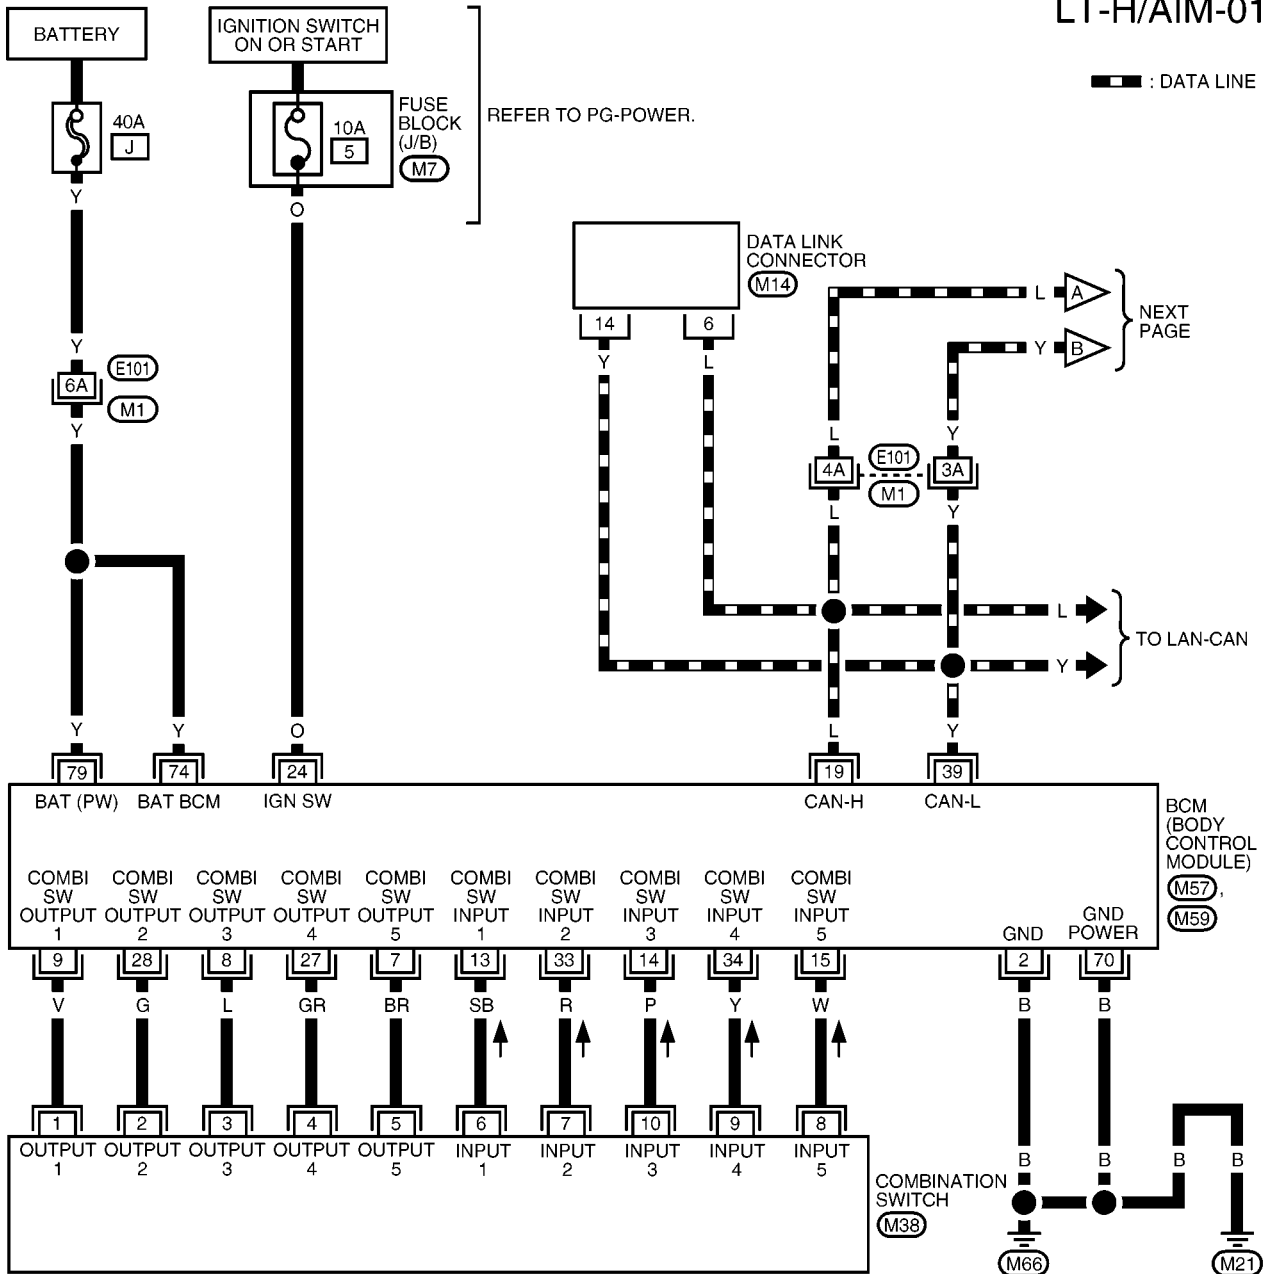 LT-H/AIM-01
BATTERY
IGNITION SWITCH
ON OR START
: DATA LINE
40A
J
10A
5
FUSE
BLOCK
(J/B)
M7
REFER TO PG-POWER.
Y
O
DATA LINK
CONNECTOR
M14
14
6
Y
L
L
A
Y
B
NEXT
PAGE
Y
6A
E101
M1
Y
L
Y
4A
E101
M1
3A
L
Y
L
Y
TO LAN-CAN
Y
Y
O
L
Y
79
74
24
19
39
BAT (PW)
BAT BCM
IGN SW
CAN-H
CAN-L
BCM
(BODY
CONTROL
MODULE)
M57,
M59
COMBI
SW
OUTPUT
1
COMBI
SW
OUTPUT
2
COMBI
SW
OUTPUT
3
COMBI
SW
OUTPUT
4
COMBI
SW
OUTPUT
5
COMBI
SW
INPUT
1
COMBI
SW
INPUT
2
COMBI
SW
INPUT
3
COMBI
SW
INPUT
4
COMBI
SW
INPUT
5
GND
GND
POWER
9
28
8
27
7
13
33
14
34
15
2
70
V
G
L
GR
BR
SB
R
P
Y
W
B
B
1
2
3
4
5
6
7
10
9
8
OUTPUT
1
OUTPUT
2
OUTPUT
3
OUTPUT
4
OUTPUT
5
INPUT
1
INPUT
2
INPUT
3
INPUT
4
INPUT
5
COMBINATION
SWITCH
M38
B
B
B
B
M66
M21